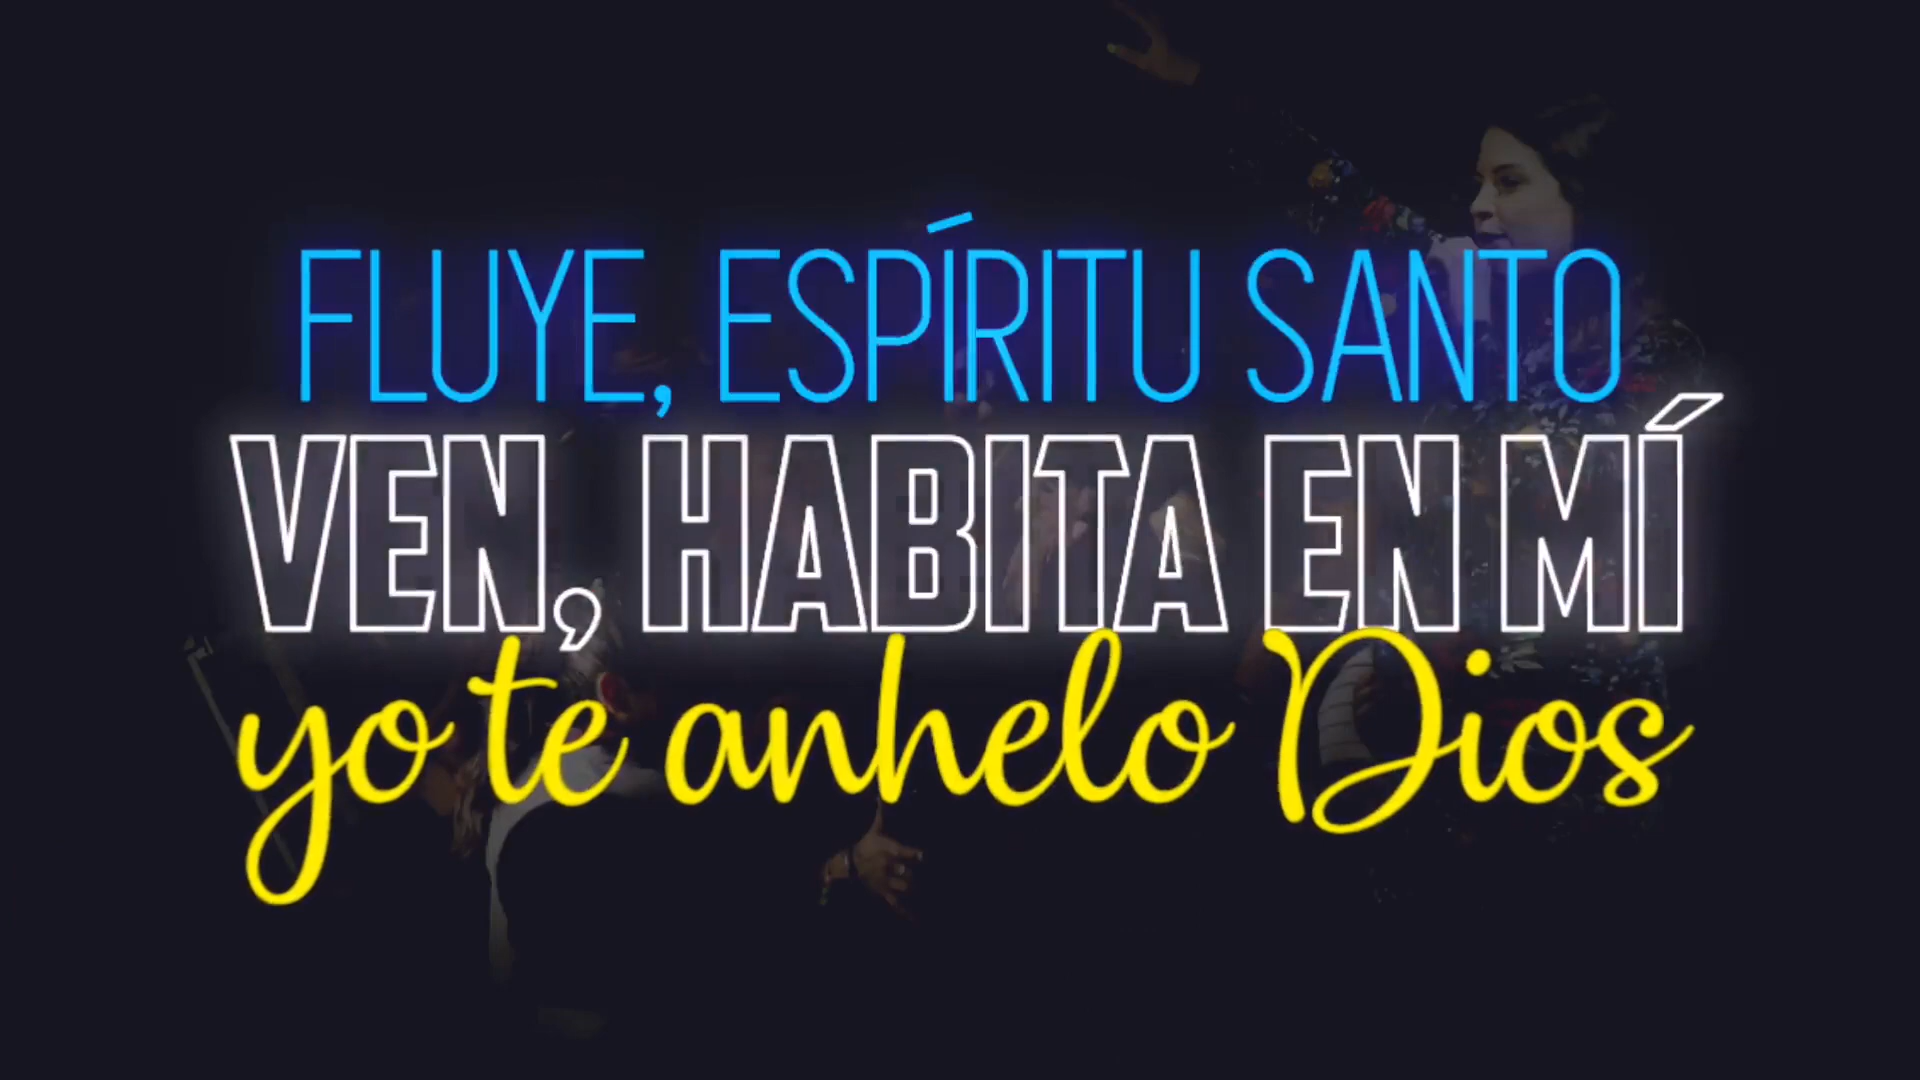 FLUYE, ESPÍRITU SANTO
VEN, HABITA EN MÍ
yo te anhelo Dios